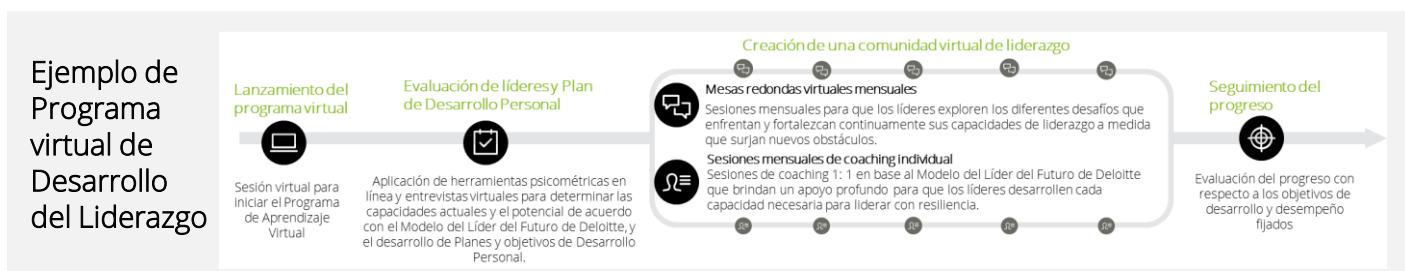 Ejemplo de
Programa
virtual de
Desarrollo
del Liderazgo
Lanzamiento del
programa virtual
Sesión virtual para
iniciar el Programa
de Aprendizaje
Virtual
Evaluación de líderes y Plan
de Desarrollo Personal
Aplicación de herramientas psicométricas en
línea y entrevistas virtuales para determinar las
capacidades actuales y el potencial de acuerdo
con el Modelo del Líder del Futuro de Deloitte, y
el desarrollo de Planes y objetivos de Desarrollo
Personal.
Creación de una comunidad virtual de liderazgo
Mesas redondas virtuales mensuales
Sesiones mensuales para que los líderes exploren los diferentes desafíos que
enfrentan y fortalezcan continuamente sus capacidades de liderazgo a medida
que surjan nuevos obstáculos.
Sesiones mensuales de coaching individual
Sesiones de coaching 1: 1 en base al Modelo del Líder del Futuro de Deloitte
que brindan un apoyo profundo para que los líderes desarrollen cada
capacidad necesaria para liderar con resiliencia.
Seguimiento del
progreso
Evaluación del progreso con
respecto a los objetivos de
desarrollo y desempeño
fijados